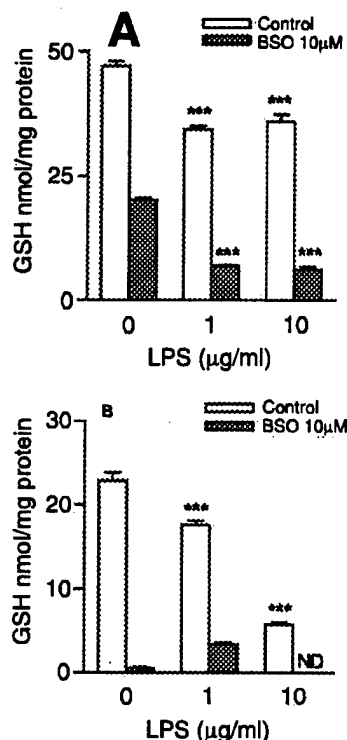 A
Control
BSO 10μM
50
25
0
GSH nmol/mg protein
***
***
***
***
0 1 10
LPS (μg/ml)
B
Control
BSO 10μM
30
20
10
0
GSH nmol/mg protein
***
***
ND
0 1 10
LPS (μg/ml)